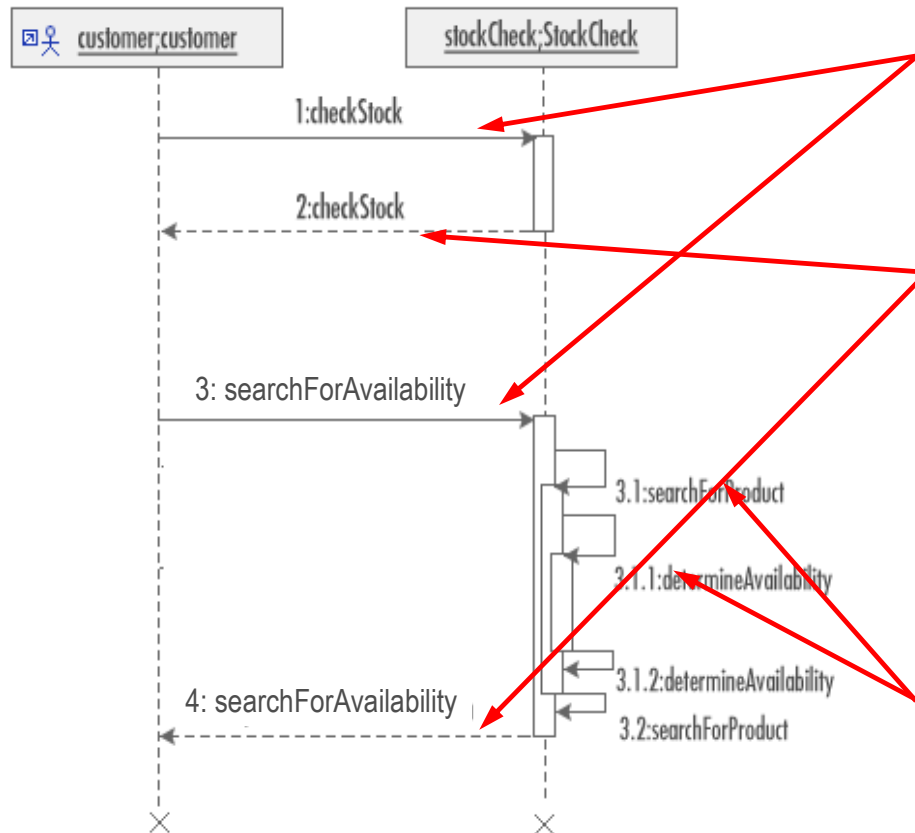 customer;customer
stockCheck;StockCheck
1:checkStock
2:checkStock
3: searchForAvailability
3.1:searchForProduct
3.1.1:determineAvailability
3.1.2:determineAvailability
4: searchForAvailability
3.2:searchForProduct